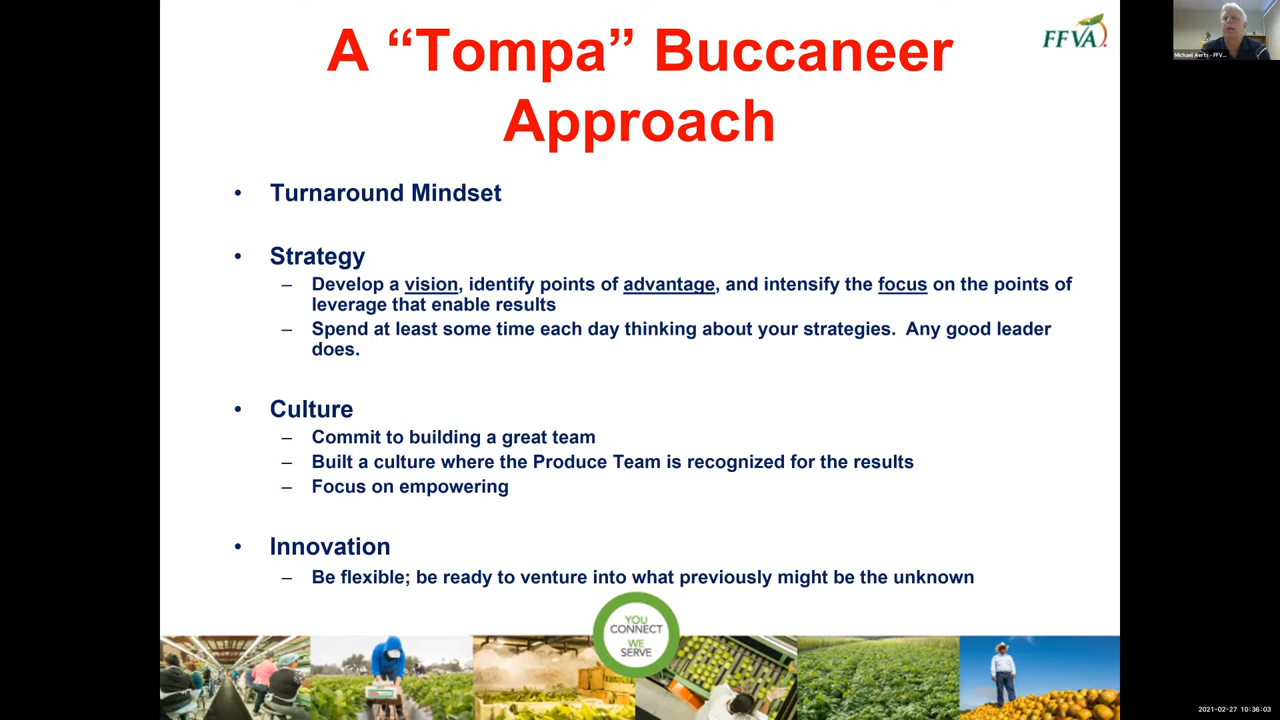 A “Tompa” Buccaneer
Approach
FFVA
Michael Aerts - FFV...
• Turnaround Mindset
• Strategy
– Develop a vision, identify points of advantage, and intensify the focus on the points of
leverage that enable results
– Spend at least some time each day thinking about your strategies. Any good leader
does.
• Culture
– Commit to building a great team
– Built a culture where the Produce Team is recognized for the results
– Focus on empowering
• Innovation
– Be flexible; be ready to venture into what previously might be the unknown
YOU
CONNECT
WE
SERVE
2021-02-27 10:36:03